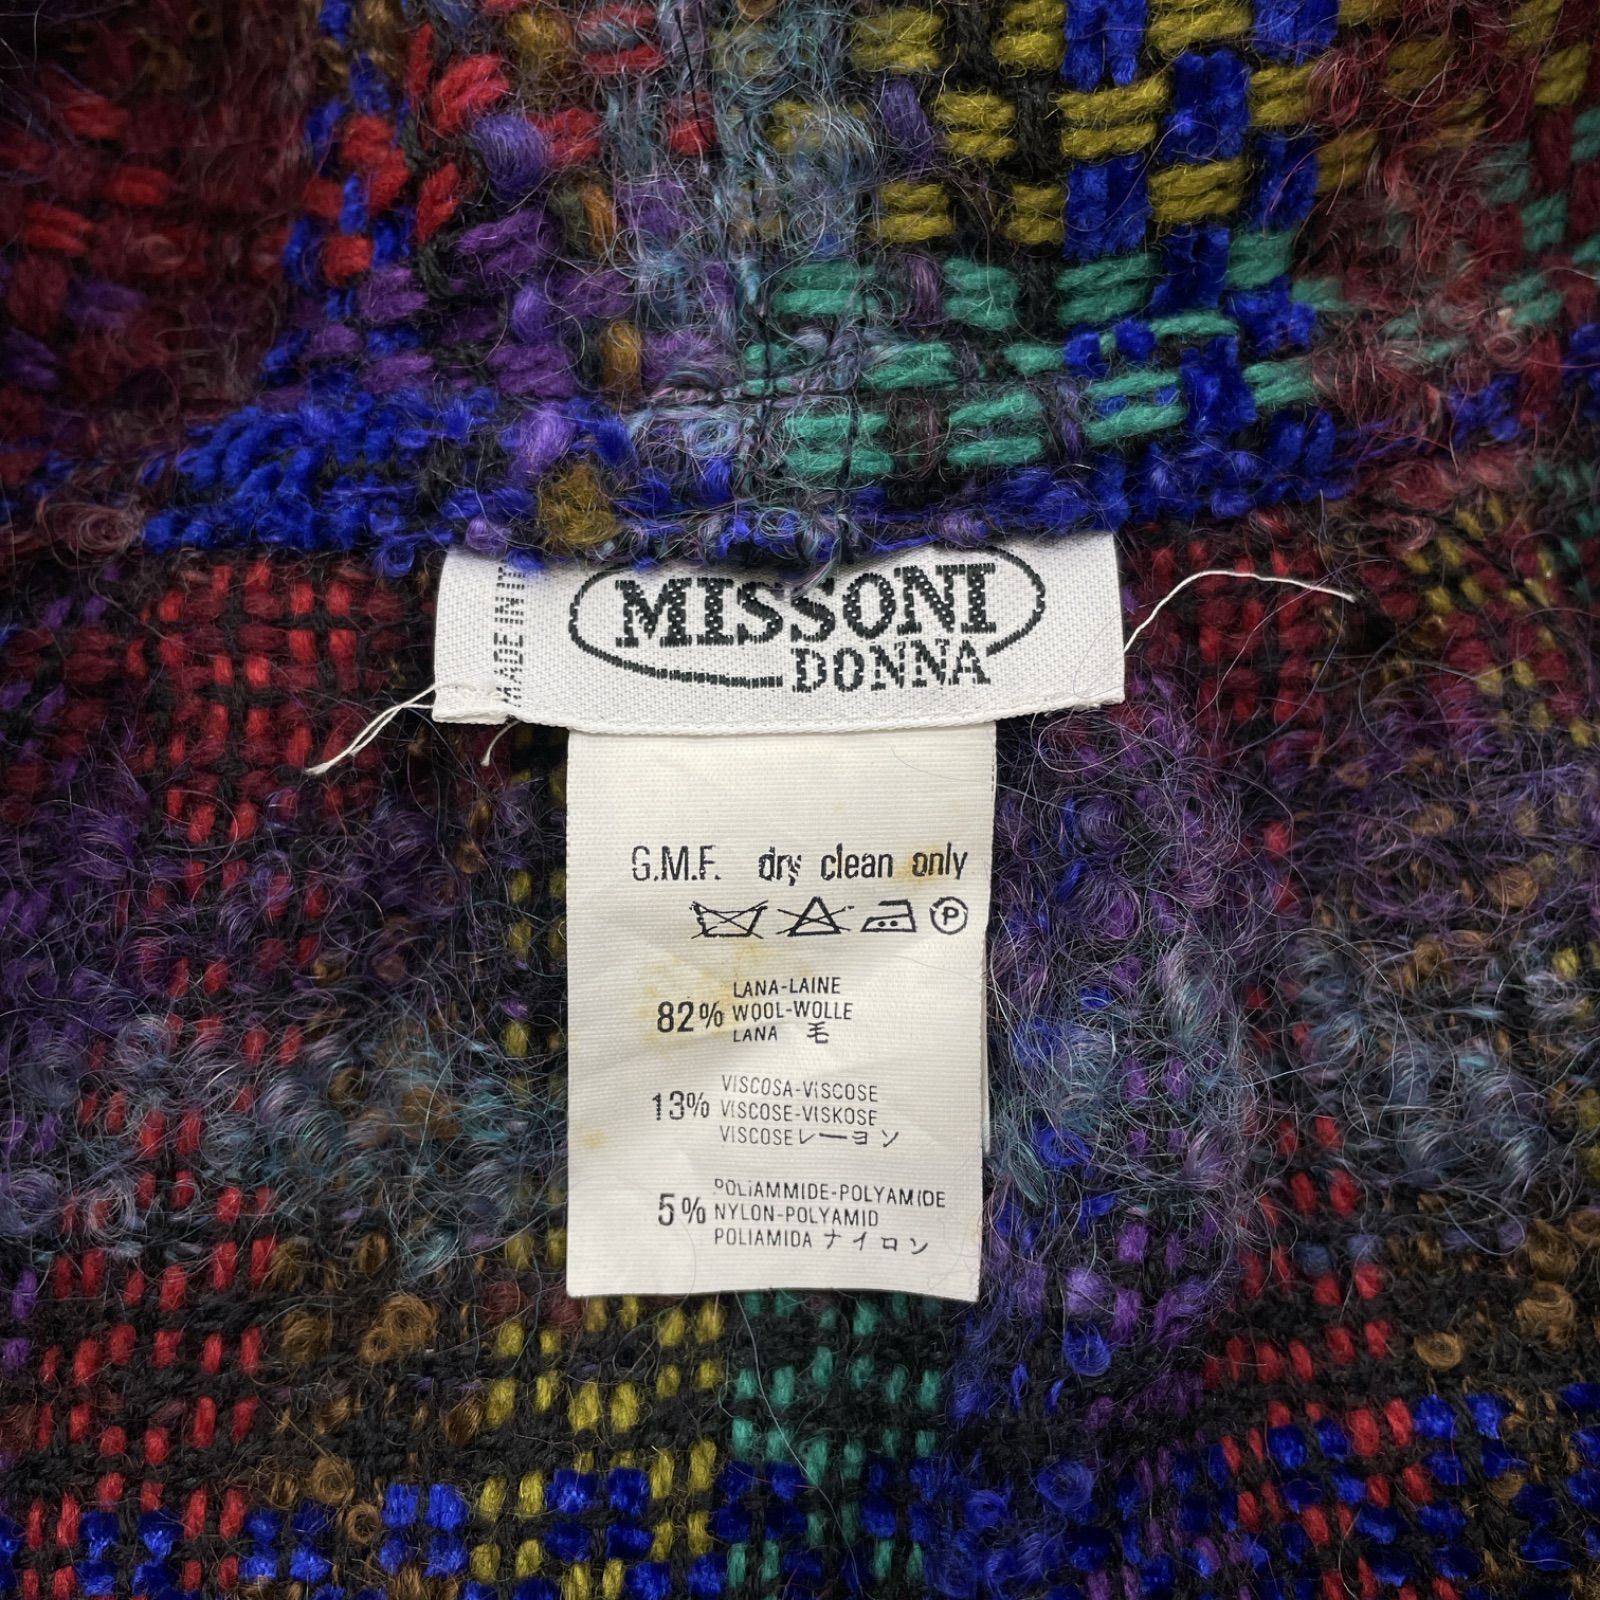 MADE IN
MISSONI
DONNA
G.M.F. dry clean only
P
82% LANA-LAINE
WOOL-WOLLE
LANA 毛
13% VISCOSA-VISCOSE
VISCOSE-VISKOSE
VISCOSEレーヨン
5% POLIAMMIDE-POLYAMIDE
NYLON-POLYAMID
POLIAMIDA ナイロン